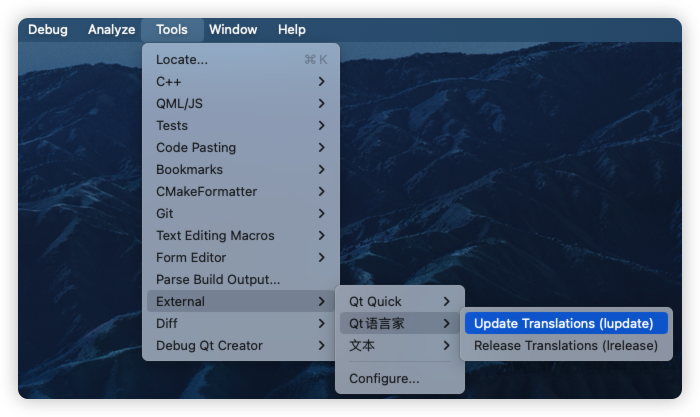 Debug Analyze Tools Window Help
Locate... ⌘ K
C++
QML/JS
Tests
Code Pasting
Bookmarks
CMakeFormatter
Git
Text Editing Macros
Form Editor
Parse Build Output...
External
Diff
Debug Qt Creator
Qt Quick
Qt语言家
文本
Configure...
Update Translations (lupdate)
Release Translations (lrelease)